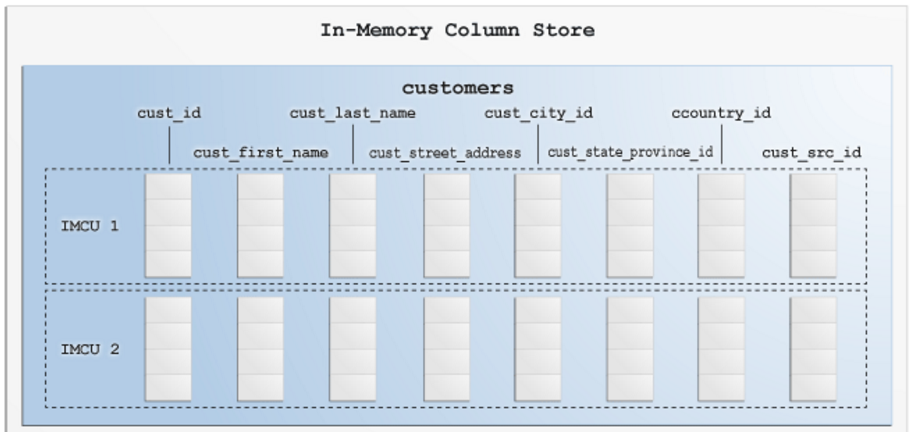 In-Memory Column Store
customers
cust_id cust_last_name cust_city_id ccountry_id
cust_first_name cust_street_address cust_state_province_id cust_src_id
IMCU 1
IMCU 2